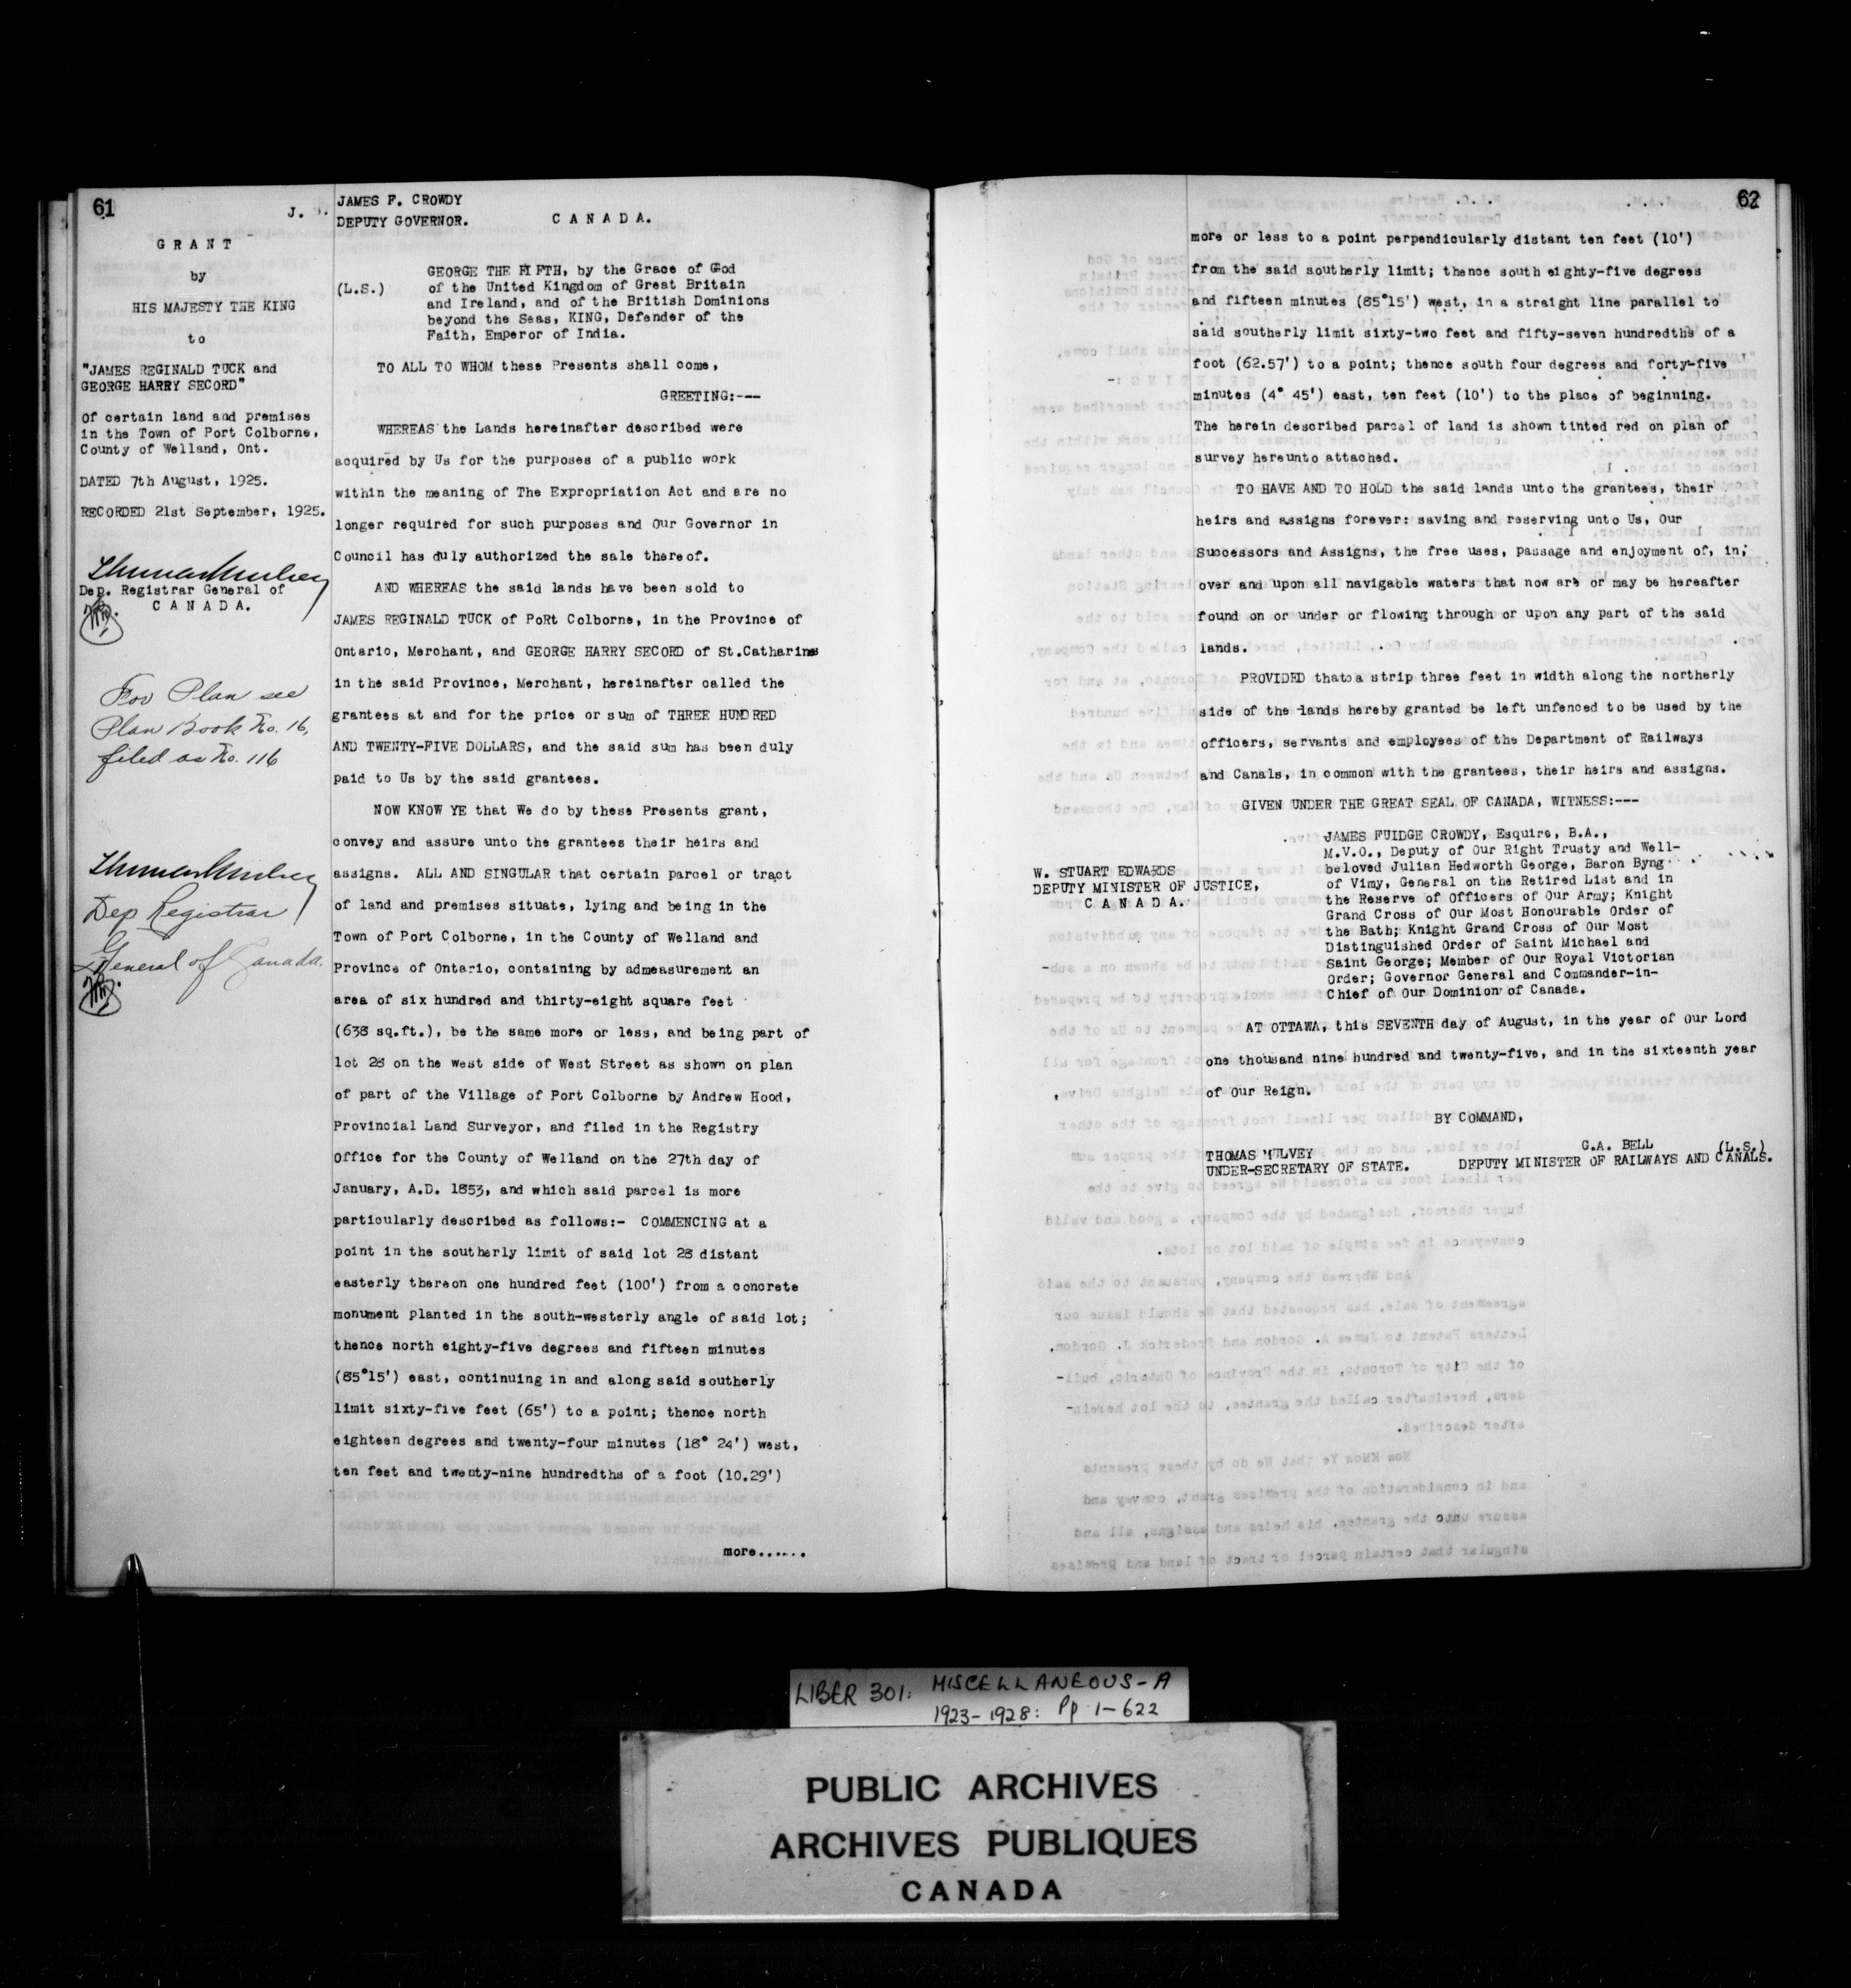 61
J.
G R A N T
by
HIS MAJESTY THE KING
to
"JAMES REGINALD TUCK and
GEORGE HARRY SECORD"
Of certain land and premises
in the Town of Port Colborne,
County of Welland, Ont.
DATED 7th August, 1925.
RECORDED 21st September, 1925.
Thomas Mulvey
Dep. Registrar General of
C A N A D A.
For Plan see
Plan Book No. 16,
filed as No. 116
Thomas Mulvey
Dep Registrar
General of Canada.
JAMES F. CROWDY
DEPUTY GOVERNOR.
C A N A D A.
(L.S.)
GEORGE THE FIFTH, by the Grace of God
of the United Kingdom of Great Britain
and Ireland, and of the British Dominions
beyond the Seas, KING, Defender of the
Faith, Emperor of India.
TO ALL TO WHOM these Presents shall come,
GREETING:---
WHEREAS the Lands hereinafter described were
acquired by Us for the purposes of a public work
within the meaning of The Expropriation Act and are no
longer required for such purposes and Our Governor in
Council has duly authorized the sale thereof.
AND WHEREAS the said lands have been sold to
JAMES REGINALD TUCK of PoRt Colborne, in the Province of
Ontario, Merchant, and GEORGE HARRY SECORD of St.Catharines
in the said Province, Merchant, hereinafter called the
grantees at and for the price or sum of THREE HUNDRED
AND TWENTY-FIVE DOLLARS, and the said sum has been duly
paid to Us by the said grantees.
NOW KNOW YE that We do by these Presents grant,
convey and assure unto the grantees their heirs and
assigns. ALL AND SINGULAR that certain parcel or tract
of land and premises situate, lying and being in the
Town of Port Colborne, in the County of Welland and
Province of Ontario, containing by admeasurement an
area of six hundred and thirty-eight square feet
(638 sq.ft.), be the same more or less, and being part of
lot 28 on the west side of West Street as shown on plan
of part of the Village of Port Colborne by Andrew Hood,
Provincial Land Surveyor, and filed in the Registry
Office for the County of Welland on the 27th day of
January, A.D. 1853, and which said parcel is more
particularly described as follows:- COMMENCING at a
point in the southerly limit of said lot 28 distant
easterly thereon one hundred feet (100') from a concrete
monument planted in the south-westerly angle of said lot;
thence north eighty-five degrees and fifteen minutes
(85°15') east, continuing in and along said southerly
limit sixty-five feet (65') to a point; thence north
eighteen degrees and twenty-four minutes (18° 24') west,
ten feet and twenty-nine hundredths of a foot (10.29')
more......
62
more or less to a point perpendicularly distant ten feet (10')
from the said southerly limit; thence south eighty-five degrees
and fifteen minutes (85°15') west, in a straight line parallel to
said southerly limit sixty-two feet and fifty-seven hundredths of a
foot (62.57') to a point; thence south four degrees and forty-five
minutes (4° 45') east, ten feet (10') to the place of beginning.
The herein described parcel of land is shown tinted red on plan of
survey hereunto attached.
TO HAVE AND TO HOLD the said lands unto the grantees, their
heirs and assigns forever: saving and reserving unto Us, Our
Successors and Assigns, the free uses, passage and enjoyment of, in,
over and upon all navigable waters that now are or may be hereafter
found on or under or flowing through or upon any part of the said
lands.
PROVIDED that a strip three feet in width along the northerly
side of the lands hereby granted be left unfenced to be used by the
officers, servants and employees of the Department of Railways
and Canals, in common with the grantees, their heirs and assigns.
GIVEN UNDER THE GREAT SEAL OF CANADA, WITNESS:---
W. STUART EDWARDS
DEPUTY MINISTER OF JUSTICE,
C A N A D A.
JAMES FUIDGE CROWDY, Esquire, B.A.,
M.V.O., Deputy of Our Right Trusty and Well-
beloved Julian Hedworth George, Baron Byng
of Vimy, General on the Retired List and in
the Reserve of Officers of Our Army; Knight
Grand Cross of Our Most Honourable Order of
the Bath; Knight Grand Cross of Our Most
Distinguished Order of Saint Michael and
Saint George; Member of Our Royal Victorian
Order; Governor General and Commander-in-
Chief of Our Dominion of Canada.
AT OTTAWA, this SEVENTH day of August, in the year of Our Lord
one thousand nine hundred and twenty-five, and in the sixteenth year
of Our Reign.
BY COMMAND,
THOMAS MULVEY
UNDER-SECRETARY OF STATE.
G.A. BELL (L.S.)
DEPUTY MINISTER OF RAILWAYS AND CANALS.
LIBER 301: MISCELLANEOUS-A
1923-1928: Pp 1-622
PUBLIC ARCHIVES
ARCHIVES PUBLIQUES
CANADA